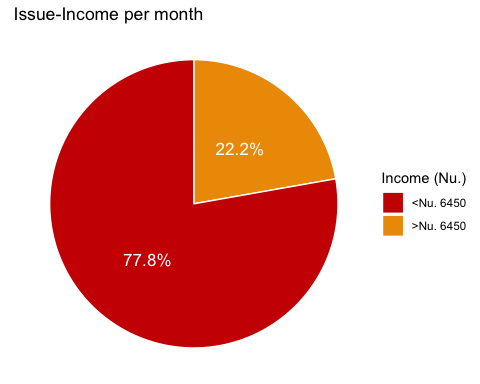 Issue-Income per month
22.2%
77.8%
Income (Nu.)
<Nu. 6450
>Nu. 6450